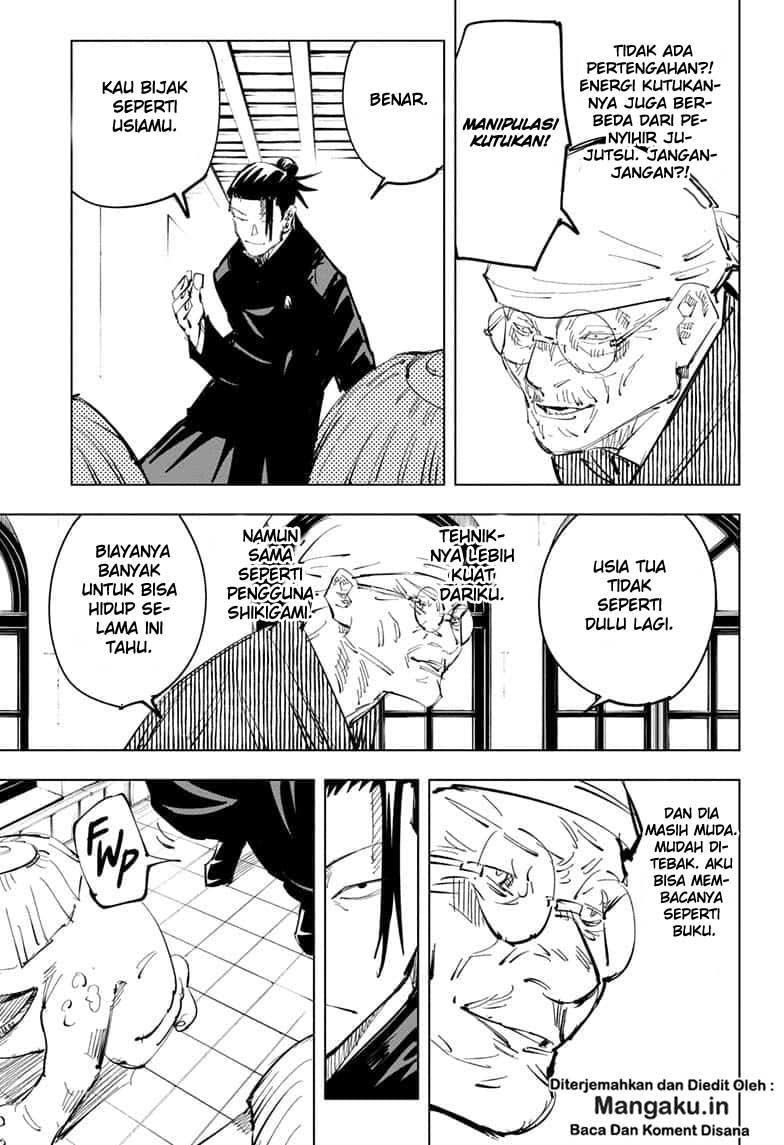 TIDAK ADA
PERTENGAHAN?!
ENERGI KUTUKAN-
NYA JUGA BER-
BEDA DARI PE-
NYIHIR JU-
JUTSU. JANGAN-
JANGAN?!
MANIPULASI
KUTUKAN!
BENAR.
KAU BIJAK
SEPERTI
USIAMU.
USIA TUA
TIDAK
SEPERTI
DULU LAGI.
TEHNIK-
NYA LEBIH
KUAT
DARIKU.
NAMUN
SAMA
SEPERTI
PENGGUNA
SHIKIGAMI.
BIAYANYA
BANYAK
UNTUK BISA
HIDUP SE-
LAMA INI
TAHU.
DAN DIA
MASIH MUDA.
MUDAH DI-
TEBAK. AKU
BISA MEM-
BACANYA
SEPERTI
BUKU.
FWP
Diterjemahkan dan Diedit Oleh :
Mangaku.in
Baca Dan Koment Disana